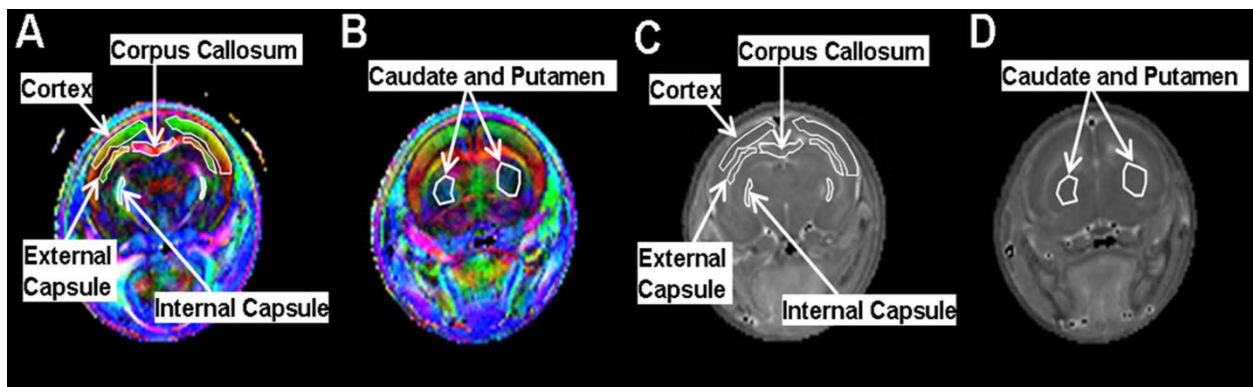 A
Corpus Callosum
Cortex
External
Capsule
Internal Capsule
B
Caudate and Putamen
C
Corpus Callosum
Cortex
External
Capsule
Internal Capsule
D
Caudate and Putamen